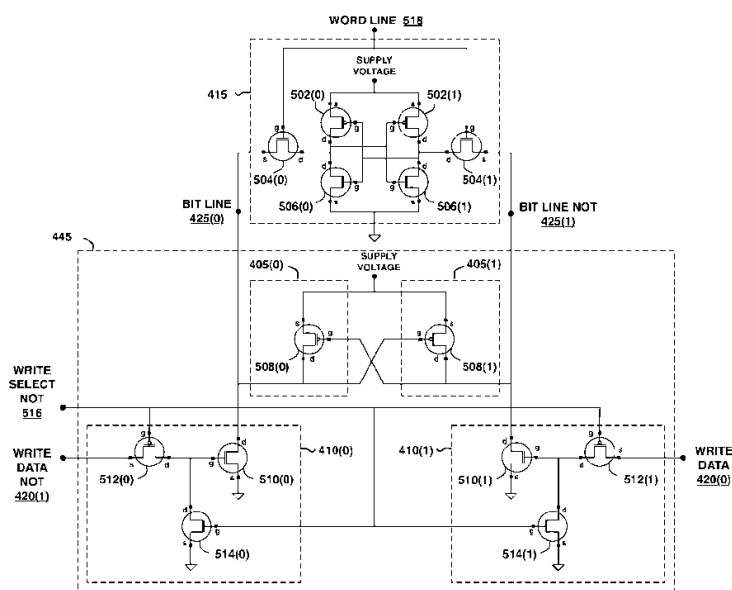 WORD LINE 518
SUPPLY
VOLTAGE
415
502(0)
502(1)
s
s
g
g
g
g
d
d
s
d
d
s
504(0)
504(1)
d
d
g
g
506(0)
506(1)
s
s
BIT LINE
425(0)
BIT LINE NOT
425(1)
445
405(0)
SUPPLY
VOLTAGE
405(1)
s
s
g
g
508(0)
508(1)
d
d
WRITE
SELECT
NOT
516
g
g
410(0)
410(1)
d
d
WRITE
DATA
NOT
420(1)
s
d
g
g
d
s
WRITE
DATA
420(0)
512(0)
s
510(0)
510(1)
s
512(1)
d
d
g
g
s
514(0)
s
514(1)